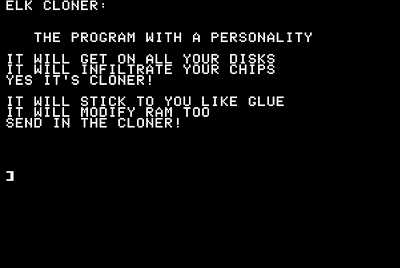 ELK CLONER:
THE PROGRAM WITH A PERSONALITY
IT WILL GET ON ALL YOUR DISKS
IT WILL INFILTRATE YOUR CHIPS
YES IT'S CLONER!
IT WILL STICK TO YOU LIKE GLUE
IT WILL MODIFY RAM TOO
SEND IN THE CLONER!
]